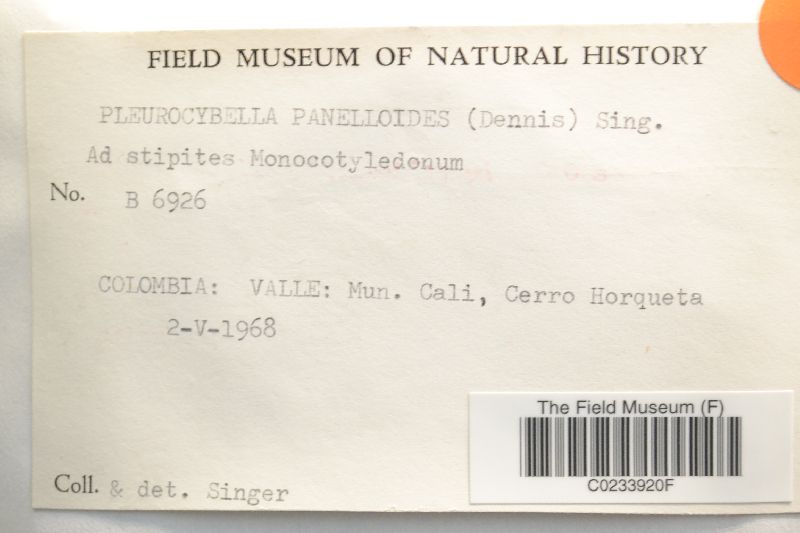 FIELD MUSEUM OF NATURAL HISTORY
PLEUROCYBELLA PANELLOIDES (Dennis) Sing.
Ad stipites Monocotyledonum
No. B 6926
COLOMBIA: VALLE: Mun. Cali, Cerro Horqueta
2-V-1968
The Field Museum (F)
C0233920F
Coll. & det. Singer